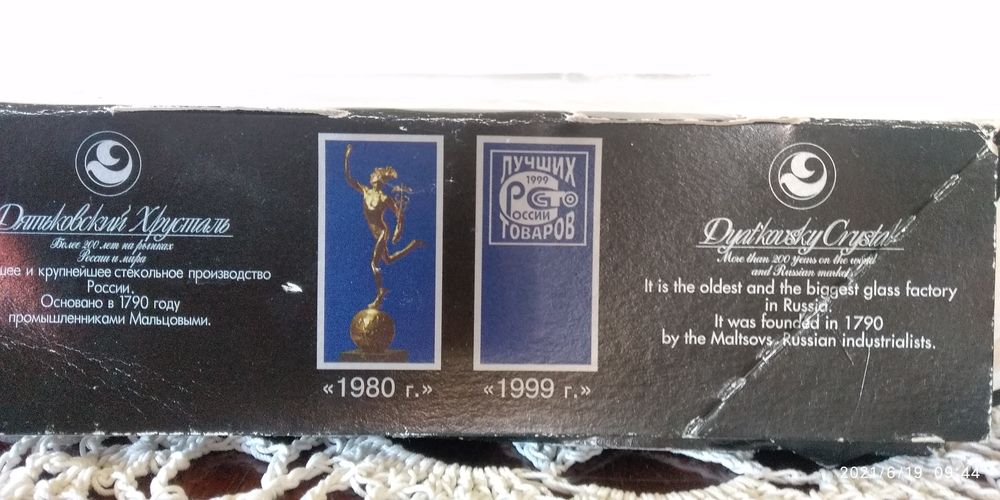 Дятьковский Хрусталь
Более 200 лет на рынках
России и мира
и крупнейшее стекольное производство
России.
Основано в 1790 году
промышленниками Мальцовыми.
«1980 г.»
ЛУЧШИХ
1999
РОССИИ
СТО
ТОВАРОВ
«1999 г.»
Dyat'kovsky Crystal
More than 200 years on the world
and Russian market
It is the oldest and the biggest glass factory
in Russia.
It was founded in 1790
by the Maltsovs, Russian industrialists.
2021/6/19 09:44